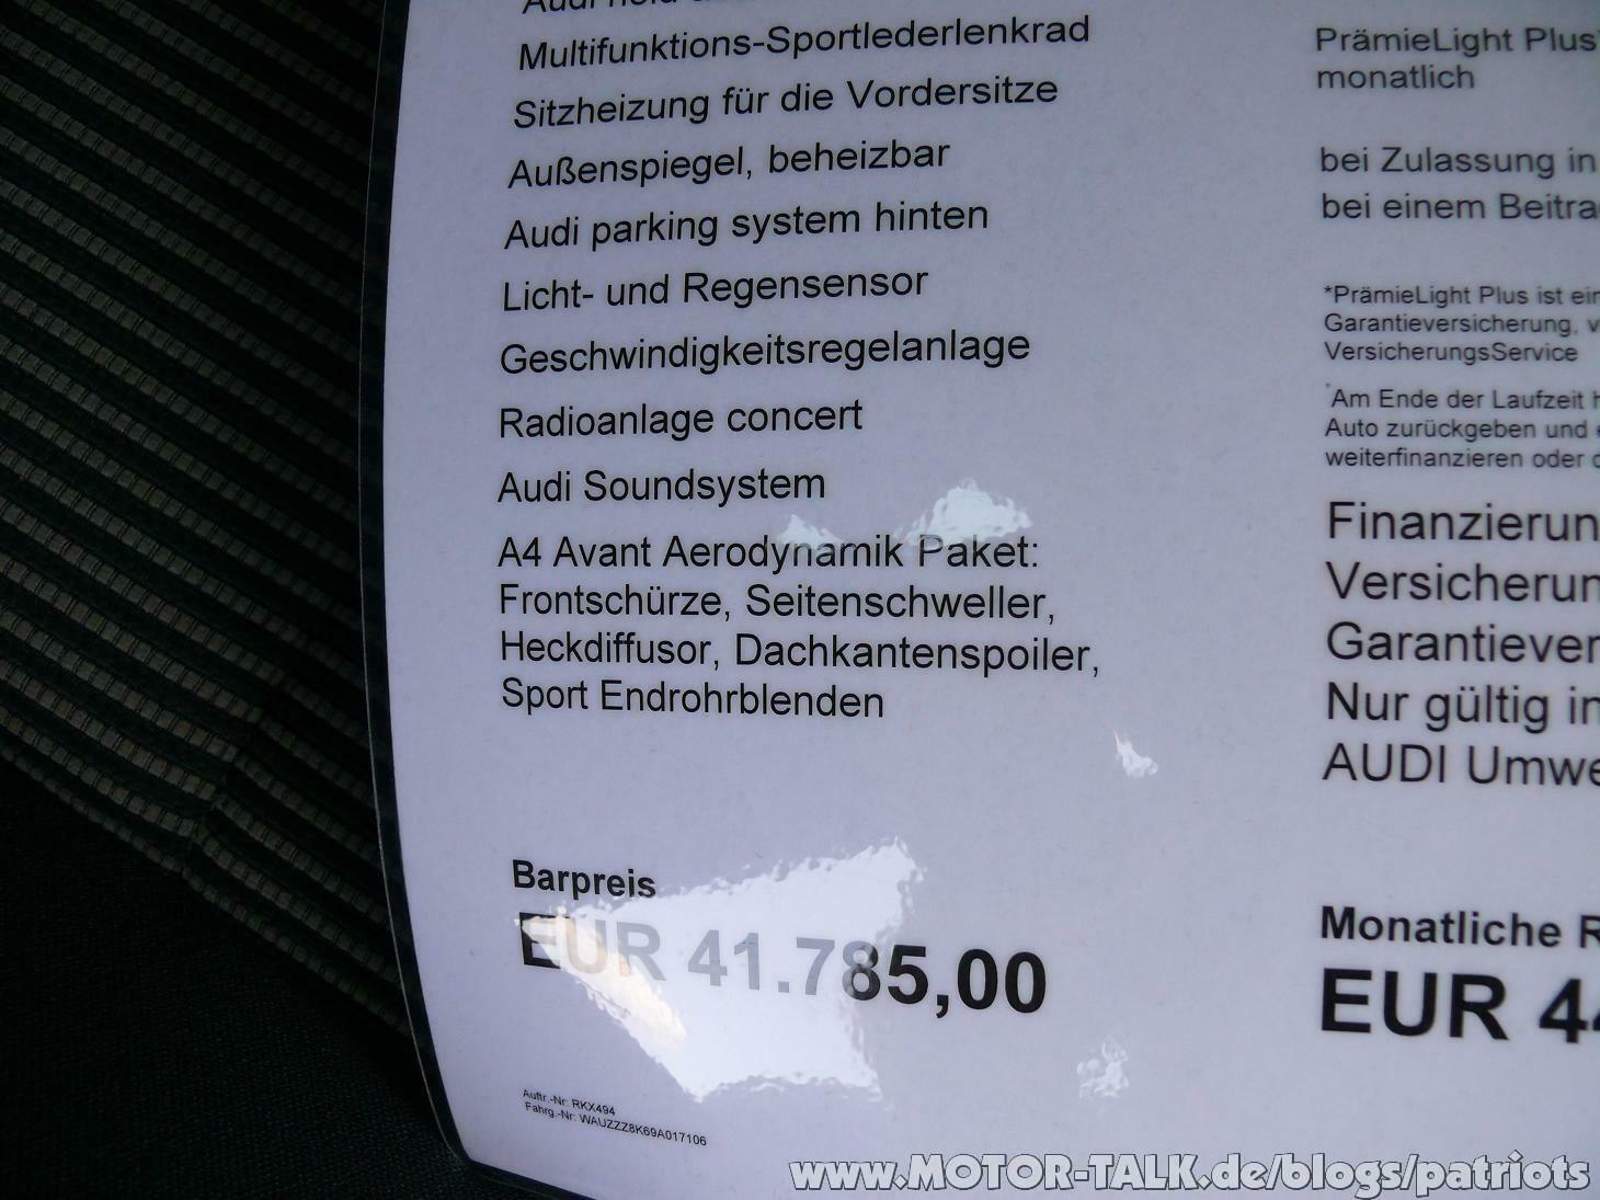 Audi hold
Multifunktions-Sportlederlenkrad
Sitzheizung für die Vordersitze
Außenspiegel, beheizbar
Audi parking system hinten
Licht- und Regensensor
Geschwindigkeitsregelanlage
Radioanlage concert
Audi Soundsystem
A4 Avant Aerodynamik Paket:
Frontschürze, Seitenschweller,
Heckdiffusor, Dachkantenspoiler,
Sport Endrohrblenden
Barpreis
EUR 41.785,00
Auftr.-Nr: RKX494
Fahrg.-Nr: WAUZZZ8K69A017106
PrämieLight Plus*
monatlich
bei Zulassung in
bei einem Beitra
*PrämieLight Plus ist ein
Garantieversicherung, v
VersicherungsService
Am Ende der Laufzeit h
Auto zurückgeben und
weiterfinanzieren oder
Finanzierun
Versicherun
Garantiever
Nur gültig in
AUDI Umwe
Monatliche R
EUR 44
www.MOTOR-TALK.de/blogs/patriots